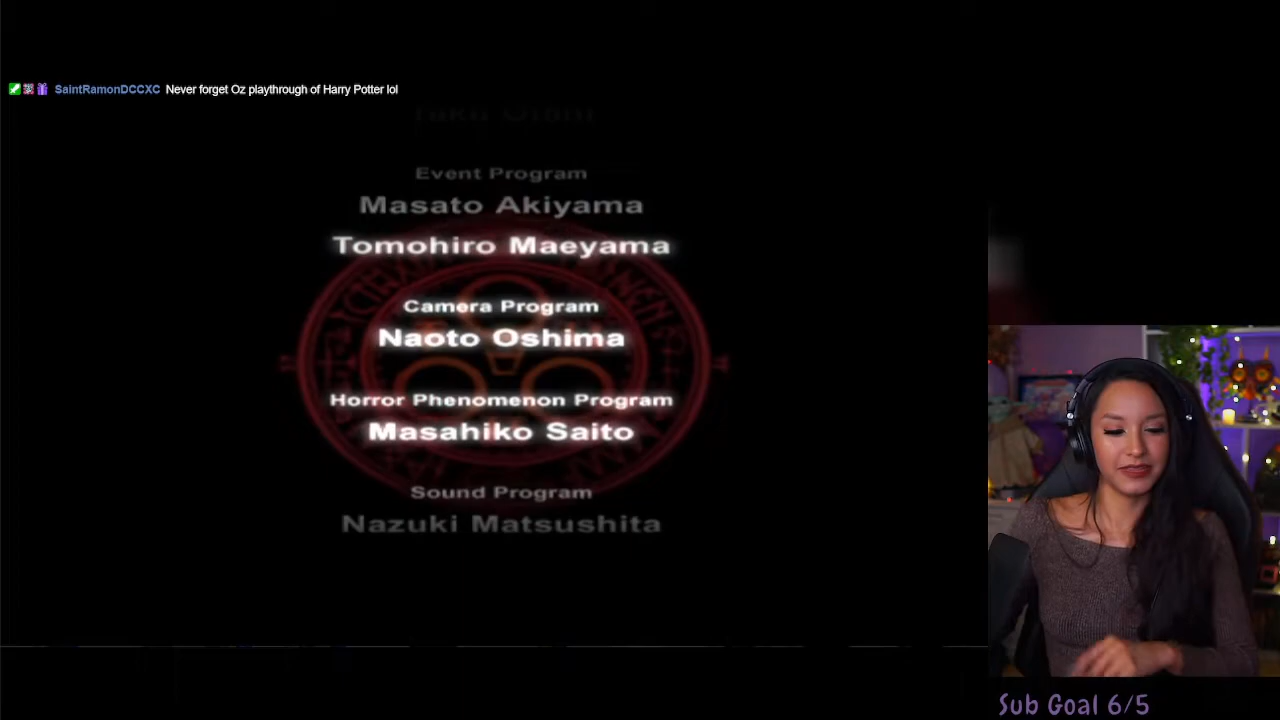 SaintRamonDCCXC Never forget Oz playthrough of Harry Potter lol
Event Program
Masato Akiyama
Tomohiro Maeyama
Camera Program
Naoto Oshima
Horror Phenomenon Program
Masahiko Saito
Sound Program
Nazuki Matsushita
Sub Goal 6/5